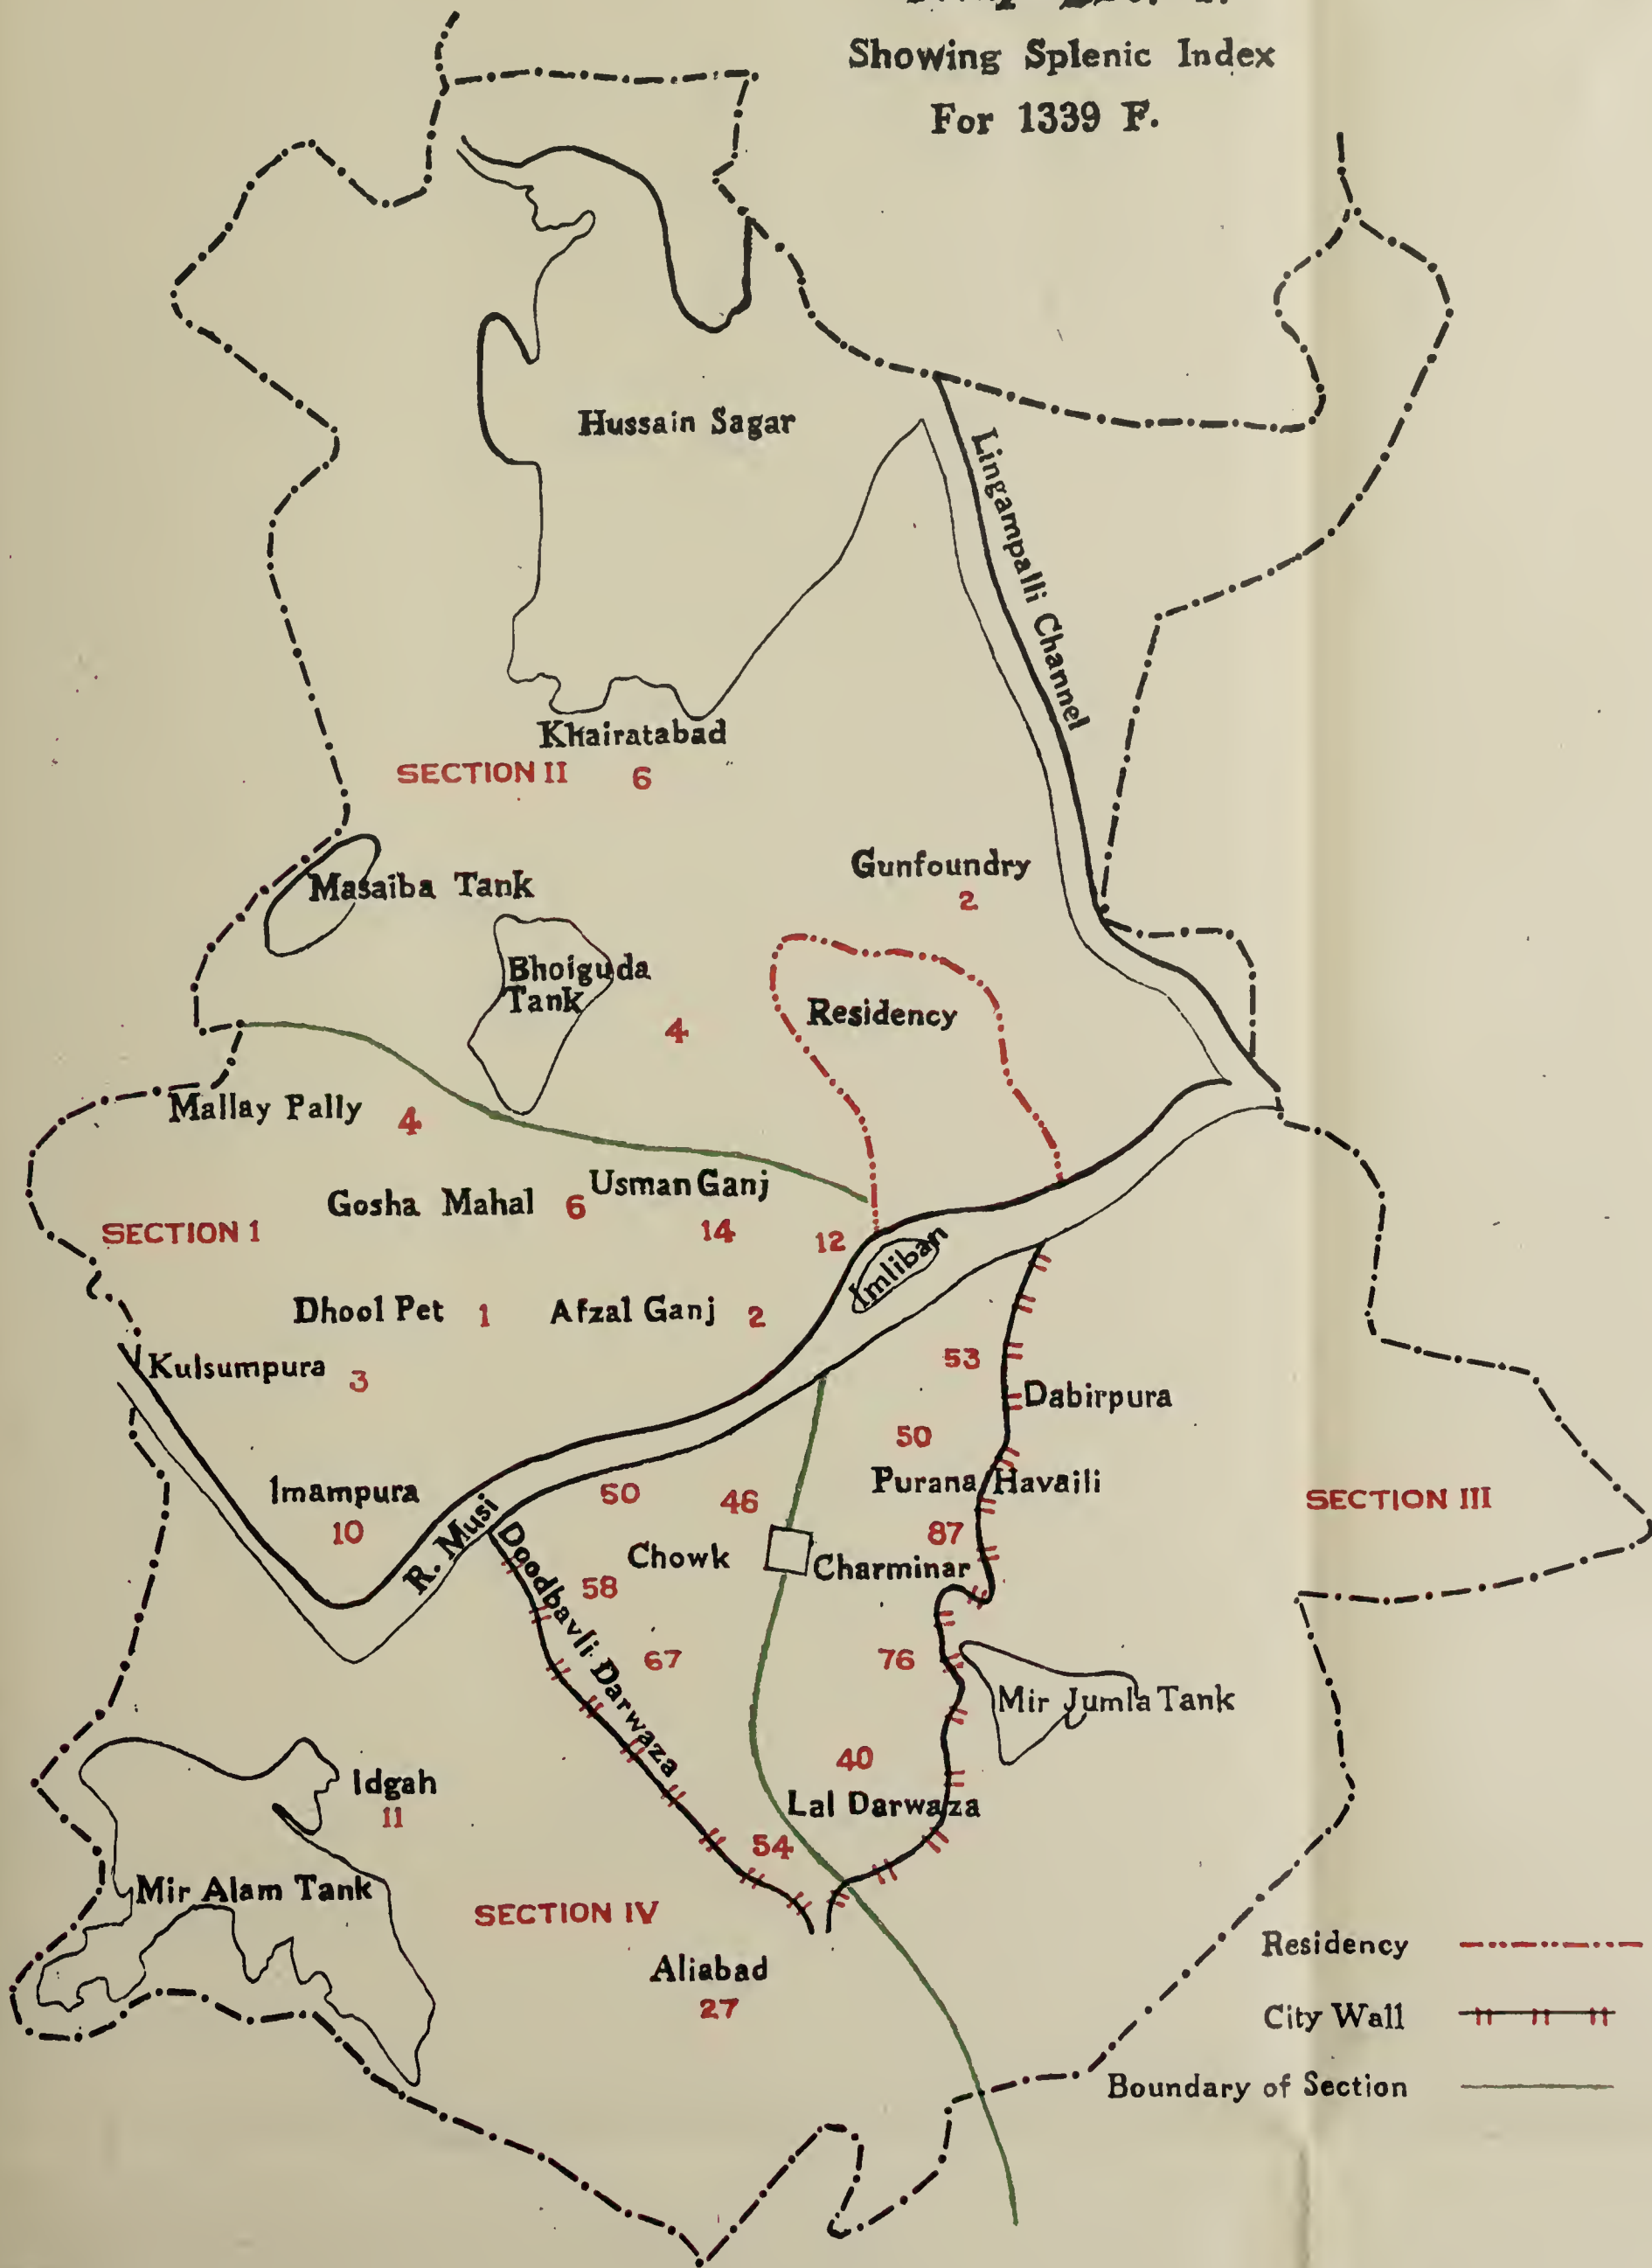 Showing Splenic Index
For 1339 F.
Hussain Sagar
Lingampalli Channel
Khairatabad
SECTION II 6
Gunfoundry
2
Masaiba Tank
Bhoiguda
Tank
Residency
4
Mallay Pally 4
Gosha Mahal 6
Usman Ganj
14
12
SECTION 1
Imliban
Dhool Pet 1
Afzal Ganj 2
Kulsumpura 3
53
Dabirpura
50
Purana Havaili
Imampura
10
R. Musi
50
46
SECTION III
87
Chowk
Charminar
Doodbavli Darwaza
58
67
76
Mir Jumla Tank
40
Lal Darwaza
Idgah
11
54
Mir Alam Tank
SECTION IV
Aliabad
27
Residency
City Wall
Boundary of Section